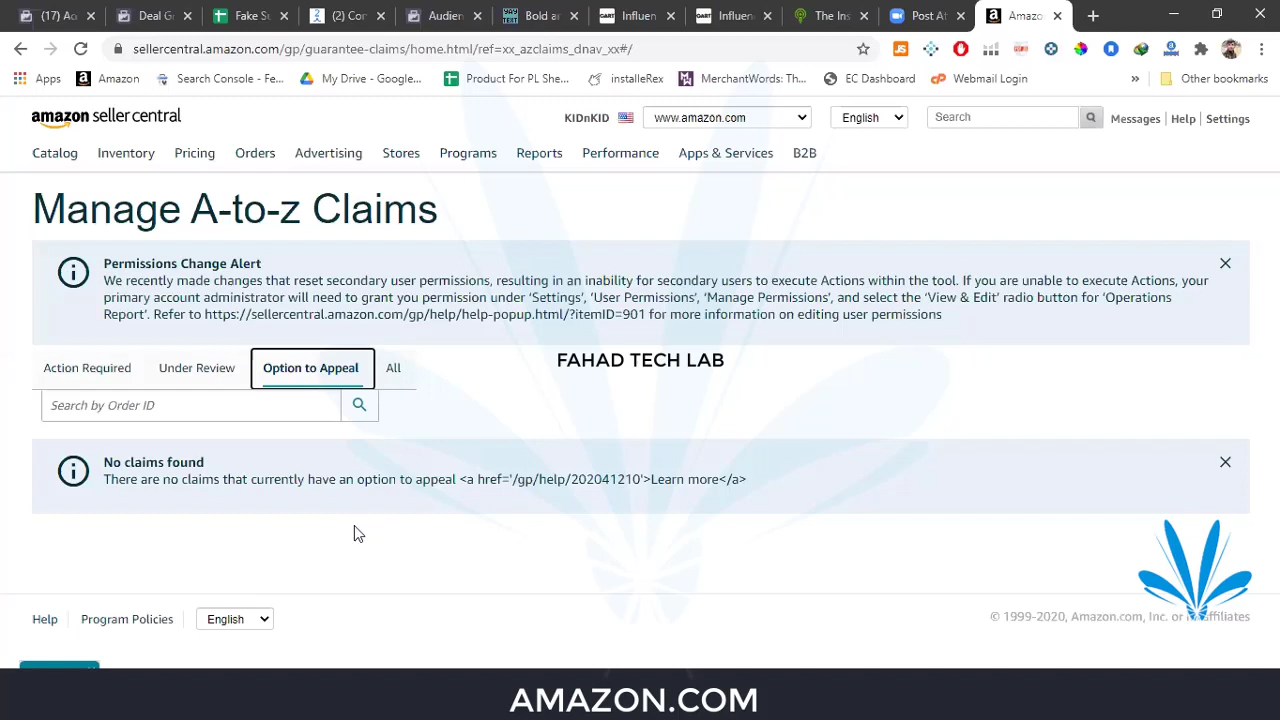 (17) Ac
Deal Gr
Fake Su
(2) Cor
Audien
Bold ar
Influen
Influen
The Ins
Post At
Amazo
sellercentral.amazon.com/gp/guarantee-claims/home.html/ref=xx_azclaims_dnav_xx#/
Apps
Amazon
Search Console - Fe...
My Drive - Google...
Product For PL She...
installeRex
MerchantWords: Th...
EC Dashboard
Webmail Login
Other bookmarks
amazon seller central
KIDnKID
www.amazon.com
English
Search
Messages
Help
Settings
Catalog
Inventory
Pricing
Orders
Advertising
Stores
Programs
Reports
Performance
Apps & Services
B2B
Manage A-to-z Claims
Permissions Change Alert
We recently made changes that reset secondary user permissions, resulting in an inability for secondary users to execute Actions within the tool. If you are unable to execute Actions, your
primary account administrator will need to grant you permission under 'Settings', 'User Permissions', 'Manage Permissions', and select the 'View & Edit' radio button for 'Operations
Report'. Refer to https://sellercentral.amazon.com/gp/help/help-popup.html/?itemID=901 for more information on editing user permissions
Action Required
Under Review
Option to Appeal
All
FAHAD TECH LAB
Search by Order ID
No claims found
There are no claims that currently have an option to appeal <a href='/gp/help/202041210'>Learn more</a>
Help
Program Policies
English
© 1999-2020, Amazon.com, Inc. or its affiliates
AMAZON.COM